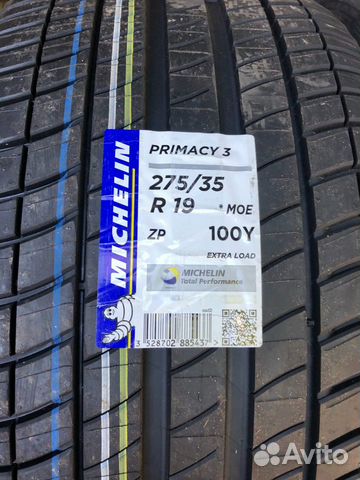 MICHELIN
PRIMACY 3
275/35
R 19 * MOE
ZP 100Y
EXTRA LOAD
MICHELIN
Total Performance
3 528702 885437 >
Avito